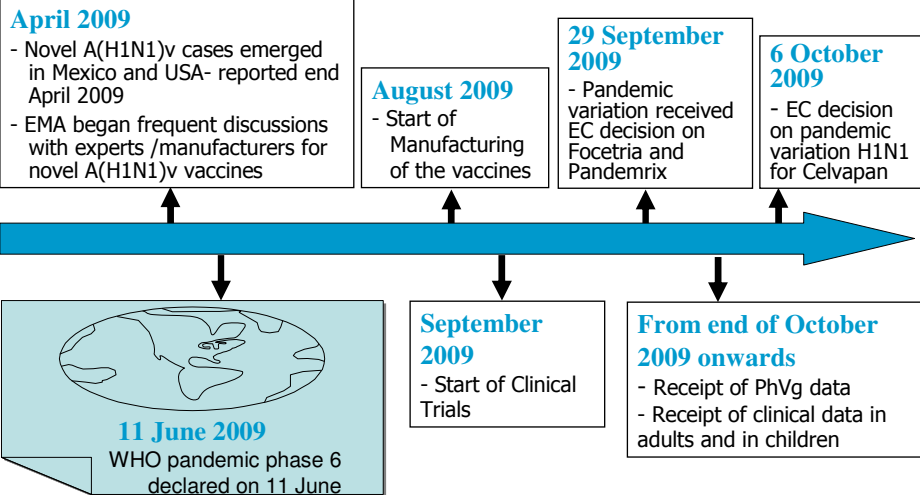 April 2009
- Novel A(H1N1)v cases emerged
in Mexico and USA- reported end
April 2009
- EMA began frequent discussions
with experts /manufacturers for
novel A(H1N1)v vaccines
August 2009
- Start of
Manufacturing
of the vaccines
29 September
2009
- Pandemic
variation received
EC decision on
Focetria and
Pandemrix
6 October
2009
- EC decision
on pandemic
variation H1N1
for Celvapan
11 June 2009
WHO pandemic phase 6
declared on 11 June
September
2009
- Start of Clinical
Trials
From end of October
2009 onwards
- Receipt of PhVg data
- Receipt of clinical data in
adults and in children